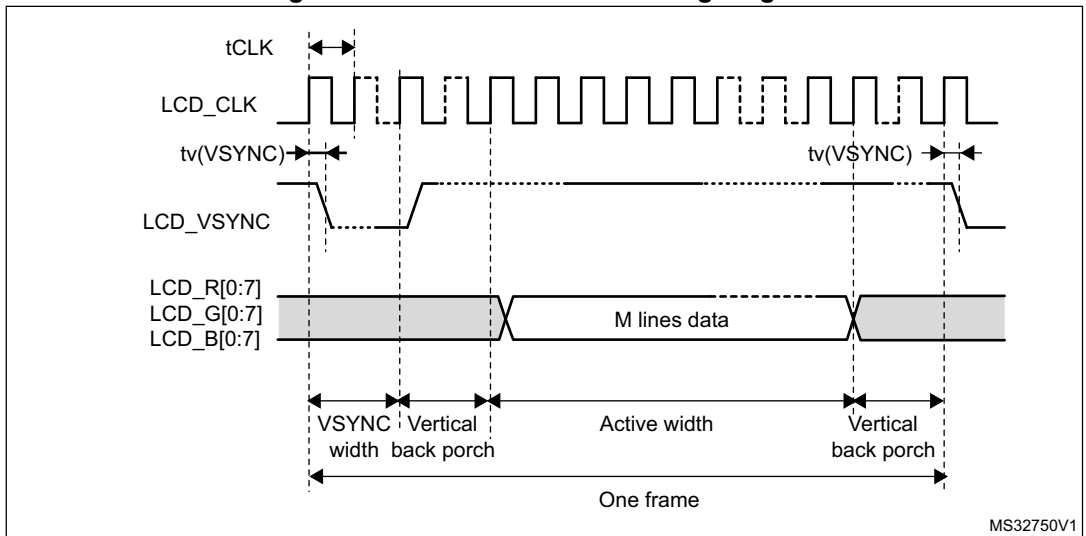 tCLK
LCD_CLK
tv(VSYNC)
tv(VSYNC)
LCD_VSYNC
LCD_R[0:7]
LCD_G[0:7]
LCD_B[0:7]
M lines data
VSYNC width
Vertical back porch
Active width
Vertical back porch
One frame
MS32750V1